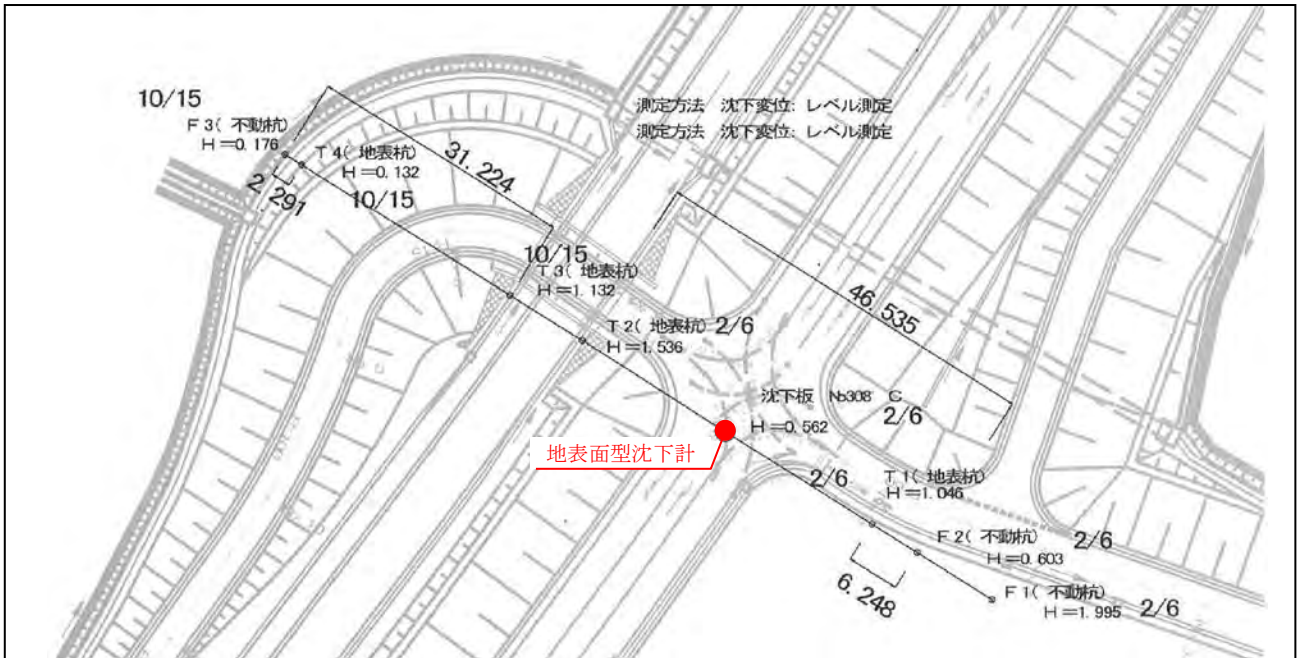 測定方法 沈下変位: レベル測定
測定方法 沈下変位: レベル測定
10/15
F 3( 不動杭)
H=0.176
T 4( 地表杭)
H=0.132
2. 291
31. 224
10/15
10/15
T 3( 地表杭)
H=1. 132
T 2( 地表杭) 2/6
H=1. 536
46. 535
沈下板 №308 C
2/6
H=0.562
地表面型沈下計
2/6
T 1( 地表杭)
H=1. 046
F 2( 不動杭) 2/6
H=0. 603
6. 248
F 1( 不動杭)
H=1. 995 2/6